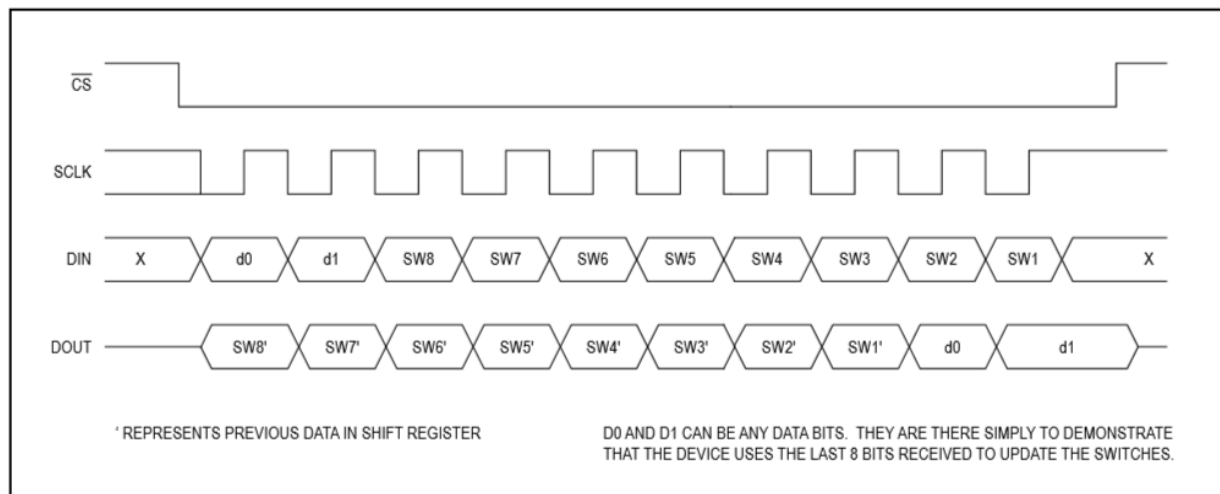 CS
SCLK
DIN X d0 d1 SW8 SW7 SW6 SW5 SW4 SW3 SW2 SW1 X
DOUT SW8' SW7' SW6' SW5' SW4' SW3' SW2' SW1' d0 d1
' REPRESENTS PREVIOUS DATA IN SHIFT REGISTER
D0 AND D1 CAN BE ANY DATA BITS. THEY ARE THERE SIMPLY TO DEMONSTRATE
THAT THE DEVICE USES THE LAST 8 BITS RECEIVED TO UPDATE THE SWITCHES.